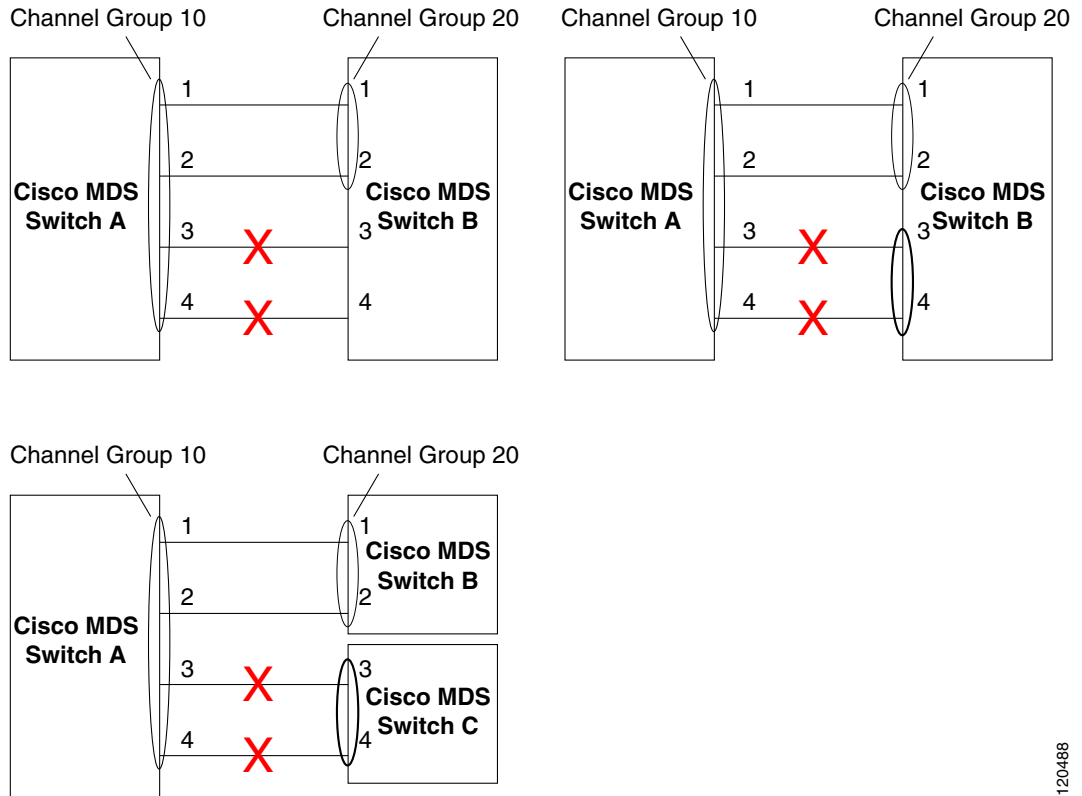 Channel Group 10
Channel Group 20
1
1
2
2
Cisco MDS
Switch A
Cisco MDS
Switch B
3
X
3
4
X
4
Channel Group 10
Channel Group 20
1
1
2
2
Cisco MDS
Switch A
Cisco MDS
Switch B
3
X
3
4
X
4
Channel Group 10
Channel Group 20
1
1
Cisco MDS
Switch B
2
2
Cisco MDS
Switch A
3
X
3
Cisco MDS
Switch C
4
X
4
120488